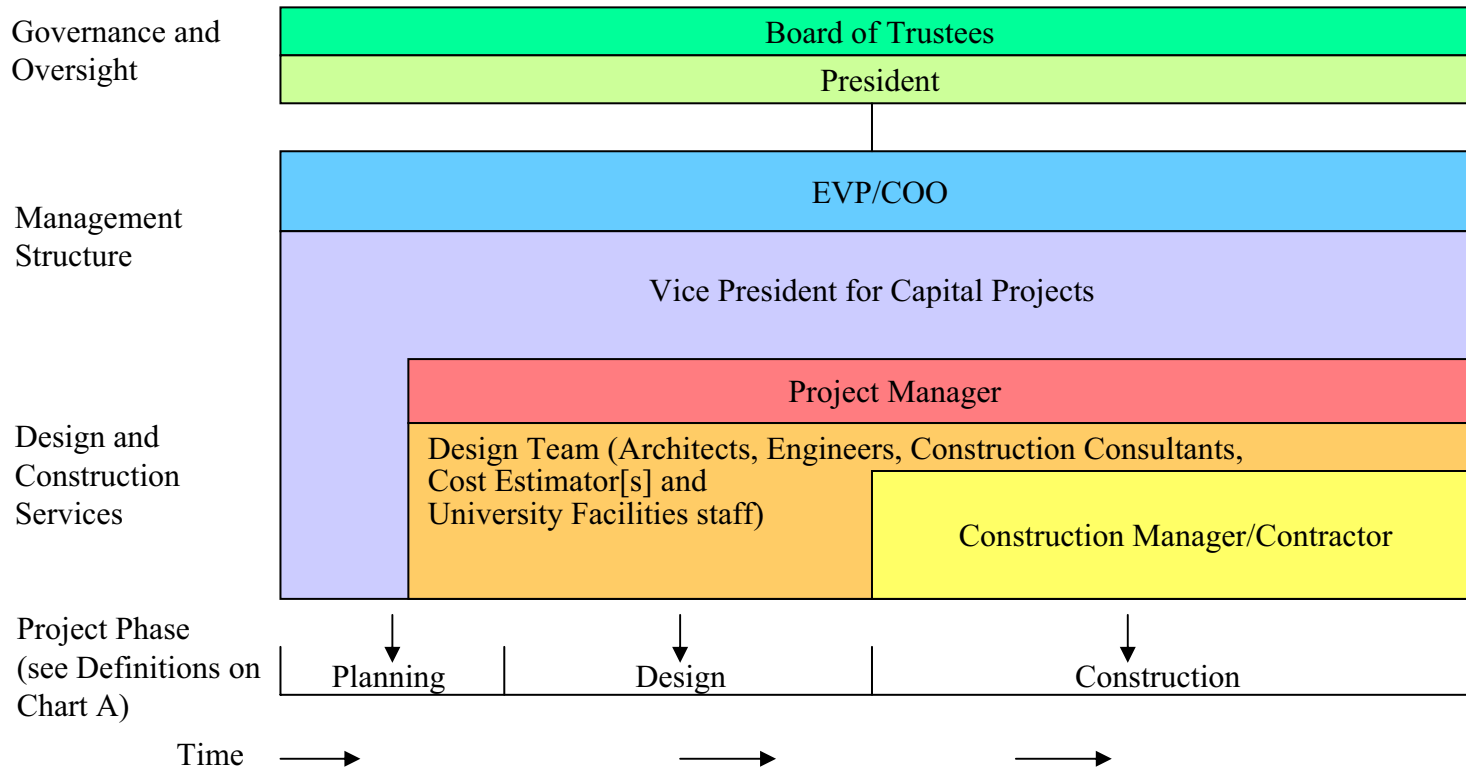 Governance and
Oversight
Board of Trustees
President
Management
Structure
EVP/COO
Vice President for Capital Projects
Design and
Construction
Services
Project Manager
Design Team (Architects, Engineers, Construction Consultants,
Cost Estimator[s] and
University Facilities staff)
Construction Manager/Contractor
Project Phase
(see Definitions on
Chart A)
Planning
Design
Construction
Time